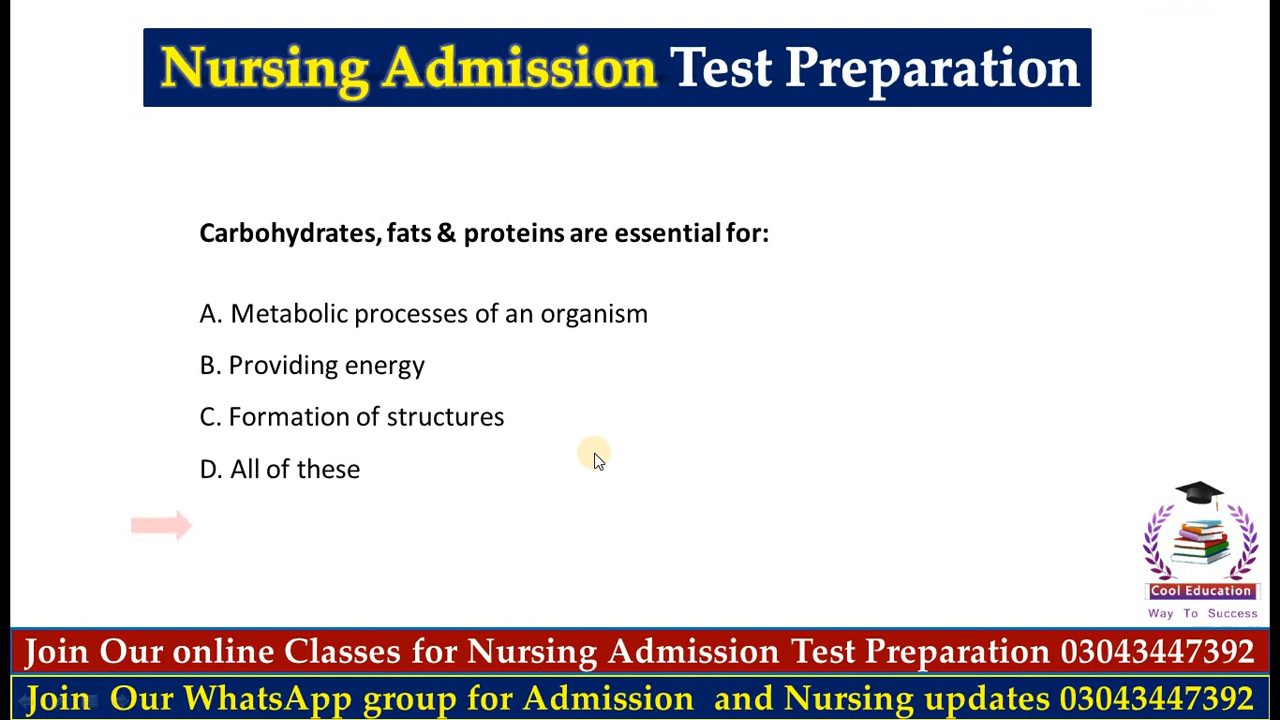 Nursing Admission Test Preparation
Carbohydrates, fats & proteins are essential for:
A. Metabolic processes of an organism
B. Providing energy
C. Formation of structures
D. All of these
Cool Education
Way To Success
Join Our online Classes for Nursing Admission Test Preparation 03043447392
Join Our WhatsApp group for Admission and Nursing updates 03043447392